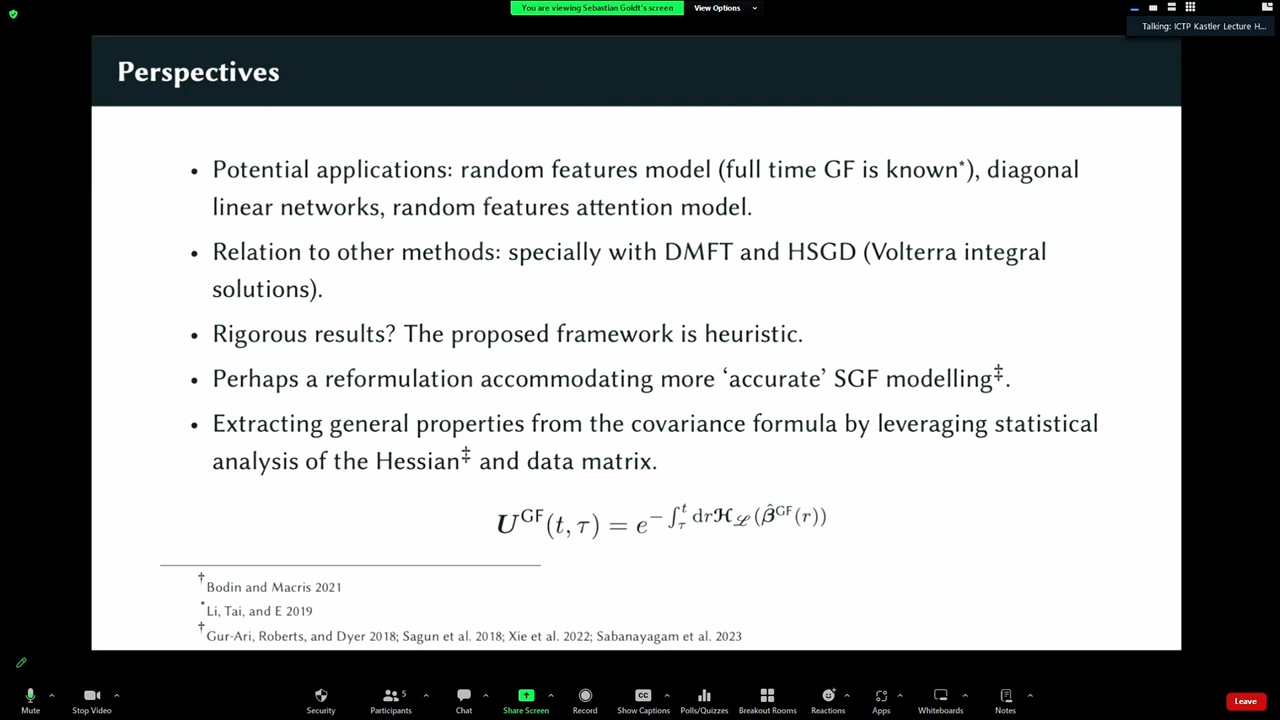 You are viewing Sebastian Goldt's screen
View Options
Talking: ICTP Kastler Lecture H...
Perspectives
• Potential applications: random features model (full time GF is known*), diagonal
linear networks, random features attention model.
• Relation to other methods: specially with DMFT and HSGD (Volterra integral
solutions).
• Rigorous results? The proposed framework is heuristic.
• Perhaps a reformulation accommodating more ‘accurate’ SGF modelling‡.
• Extracting general properties from the covariance formula by leveraging statistical
analysis of the Hessian‡ and data matrix.
U^GF(t, τ) = e^{−∫_τ^t drℋ_ℒ(β̂^GF(r))}
† Bodin and Macris 2021
* Li, Tai, and E 2019
† Gur-Ari, Roberts, and Dyer 2018; Sagun et al. 2018; Xie et al. 2022; Sabanayagam et al. 2023
5
Mute Stop Video Security Participants Chat Share Screen Record Show Captions Polls/Quizzes Breakout Rooms Reactions Apps Whiteboards Notes Leave